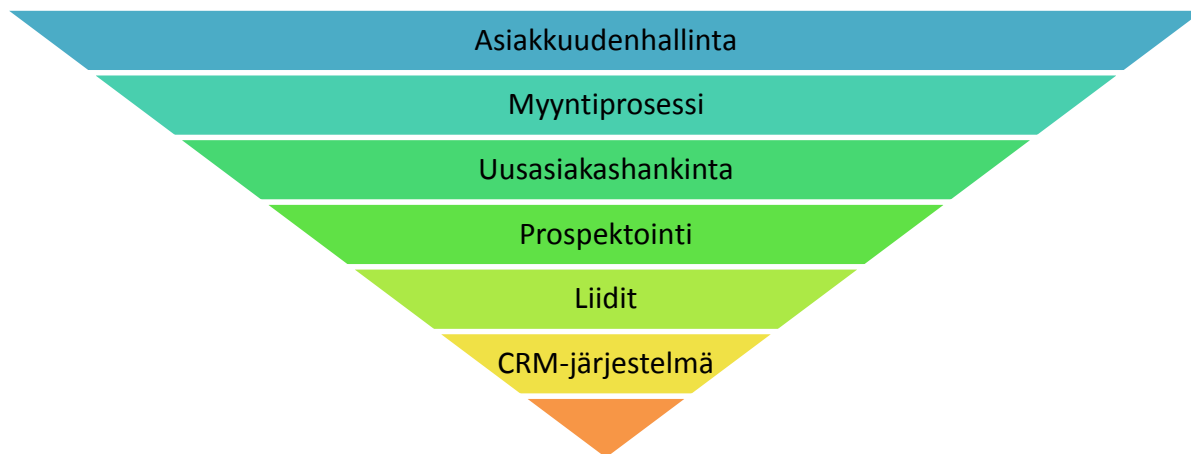 Asiakkuudenhallinta
Myyntiprosessi
Uusasiakashankinta
Prospektointi
Liidit
CRM-järjestelmä